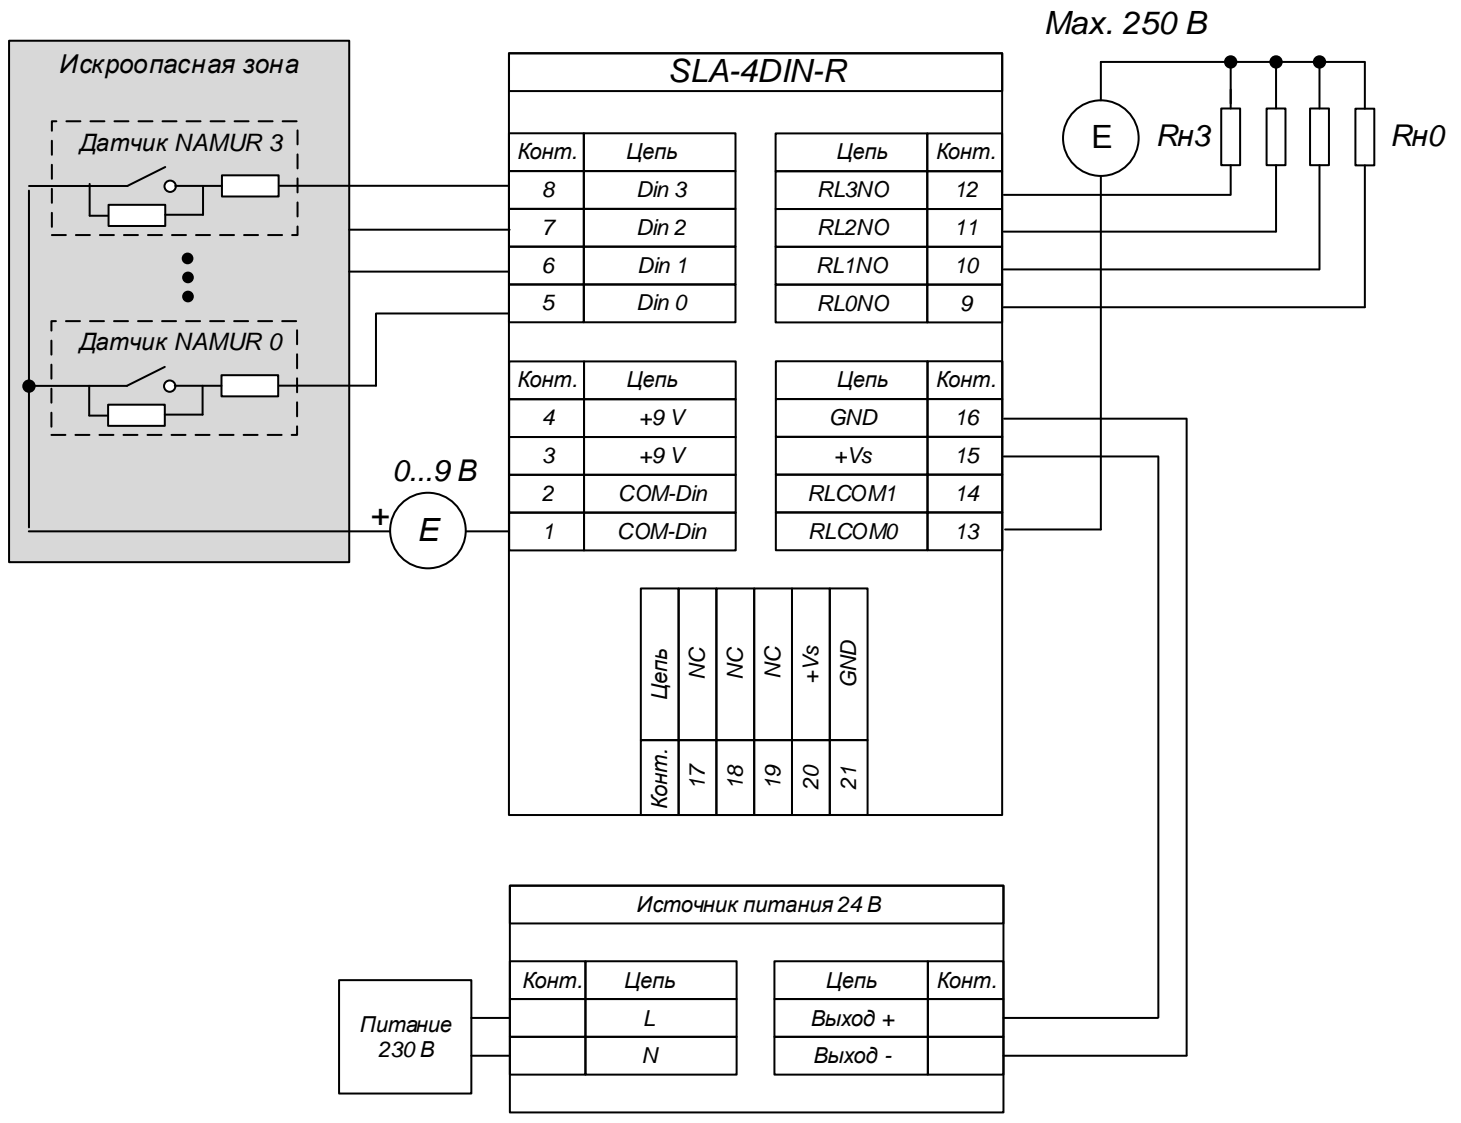 Max. 250 В
Искроопасная зона
SLA-4DIN-R
Датчик NAMUR 3
E
Rн3
Rн0
Конт. Цепь
8 Din 3
7 Din 2
6 Din 1
5 Din 0
Цепь Конт.
RL3NO 12
RL2NO 11
RL1NO 10
RL0NO 9
Датчик NAMUR 0
Конт. Цепь
4 +9 V
3 +9 V
2 COM-Din
1 COM-Din
Цепь Конт.
GND 16
+Vs 15
RLCOM1 14
RLCOM0 13
0...9 В
+
E
Цепь NC NC NC +Vs GND
Конт. 17 18 19 20 21
Источник питания 24 В
Конт. Цепь
L
N
Цепь Конт.
Выход +
Выход -
Питание
230 В